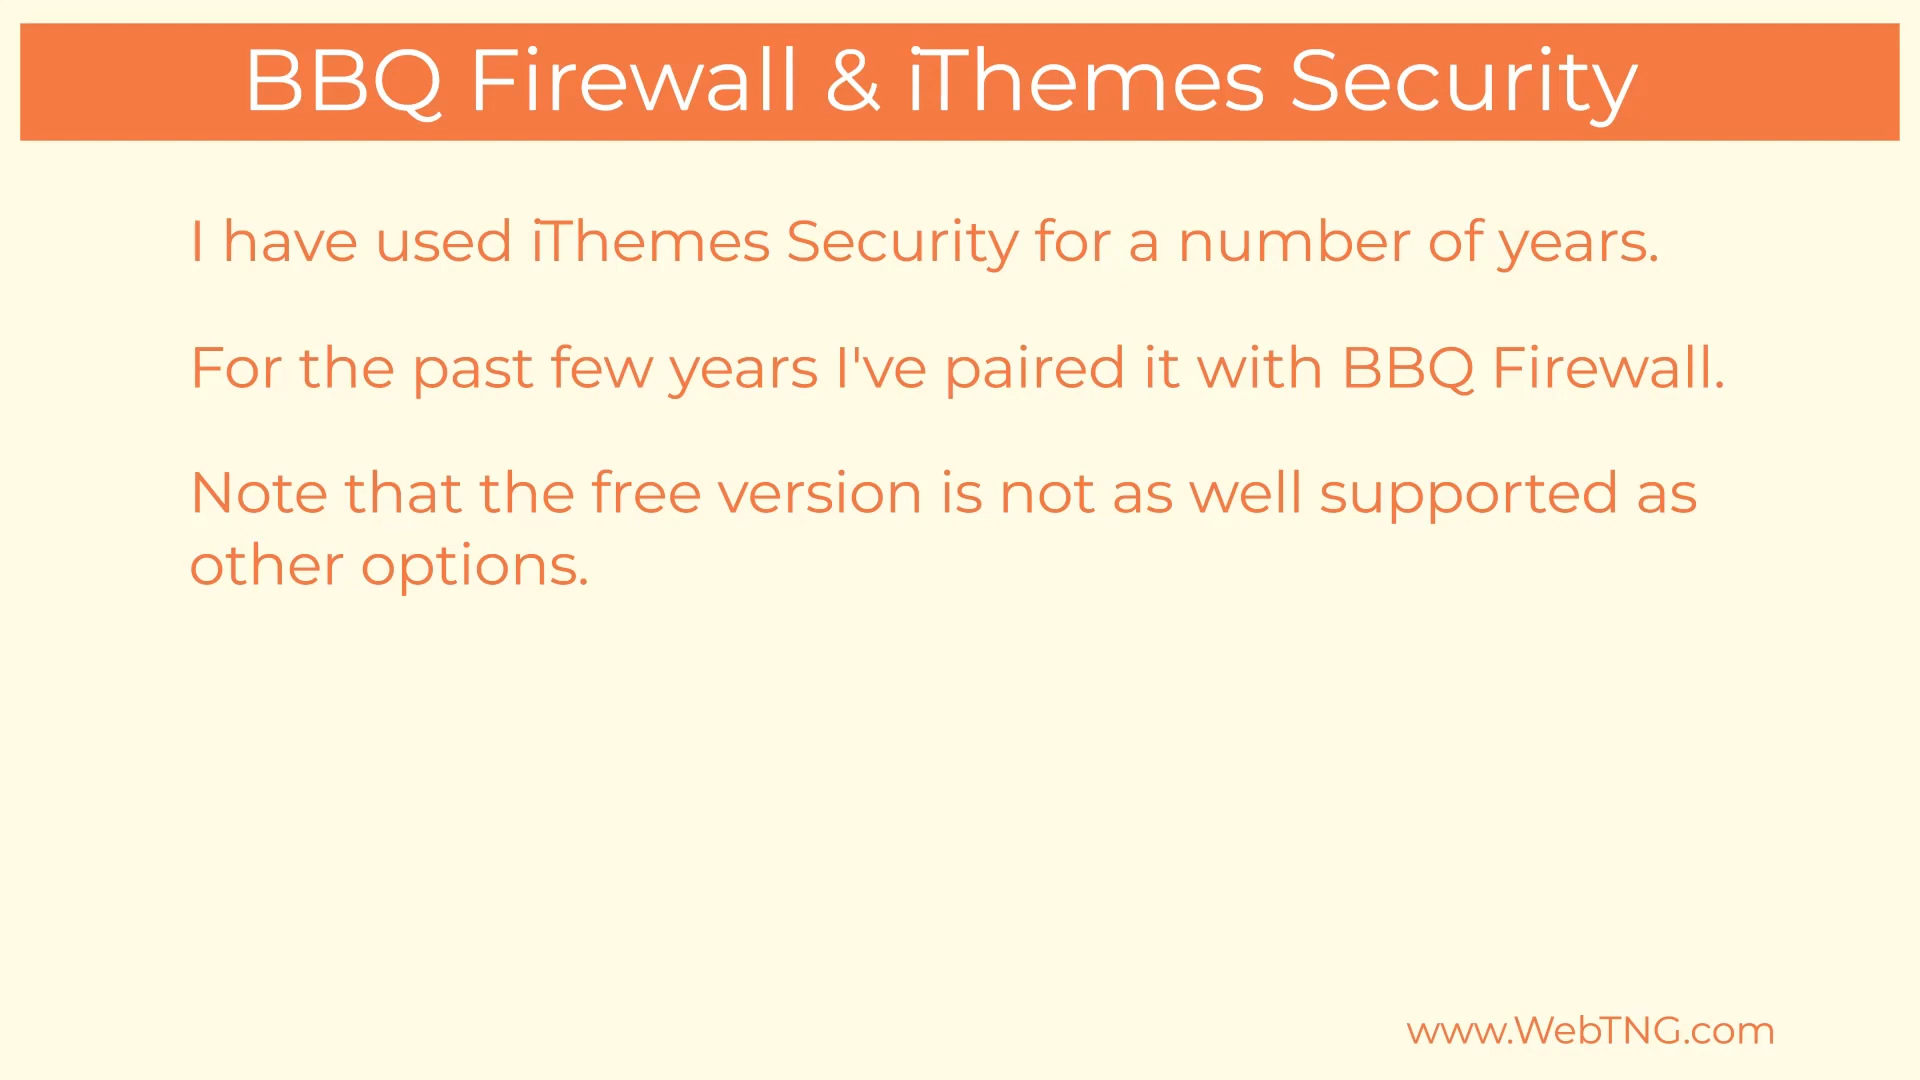 BBQ Firewall & iThemes Security
I have used iThemes Security for a number of years.
For the past few years I've paired it with BBQ Firewall.
Note that the free version is not as well supported as
other options.
www.WebTNG.com